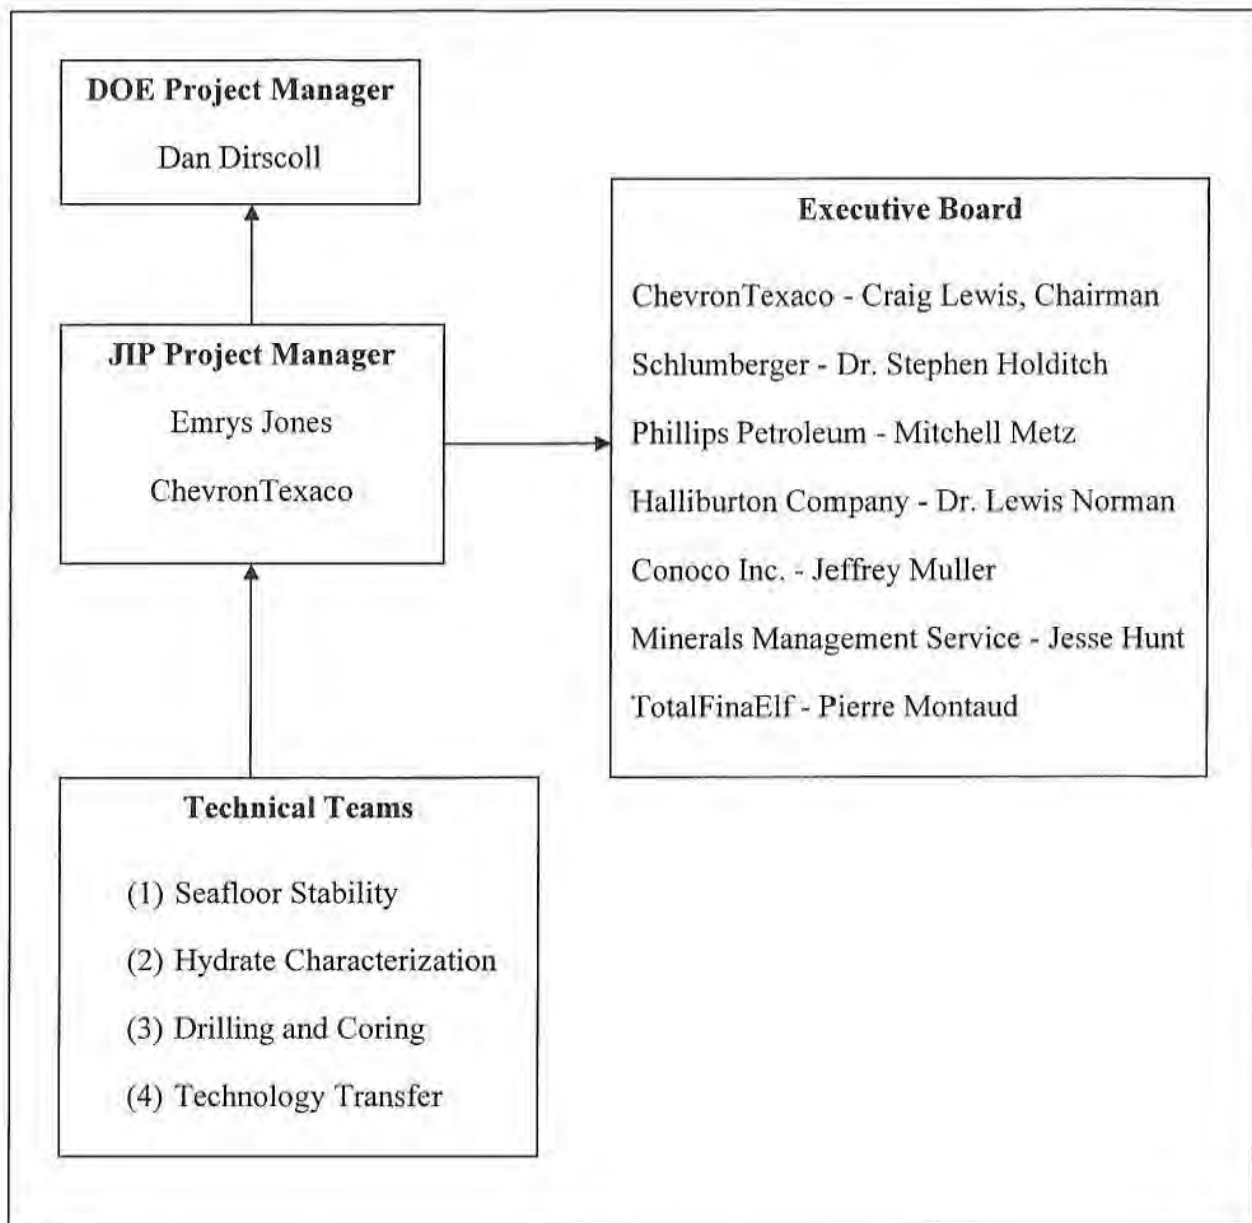 DOE Project Manager
Dan Dirscoll
JIP Project Manager
Emrys Jones
ChevronTexaco
Executive Board
ChevronTexaco - Craig Lewis, Chairman
Schlumberger - Dr. Stephen Holditch
Phillips Petroleum - Mitchell Metz
Halliburton Company - Dr. Lewis Norman
Conoco Inc. - Jeffrey Muller
Minerals Management Service - Jesse Hunt
TotalFinaElf - Pierre Montaud
Technical Teams
(1) Seafloor Stability
(2) Hydrate Characterization
(3) Drilling and Coring
(4) Technology Transfer